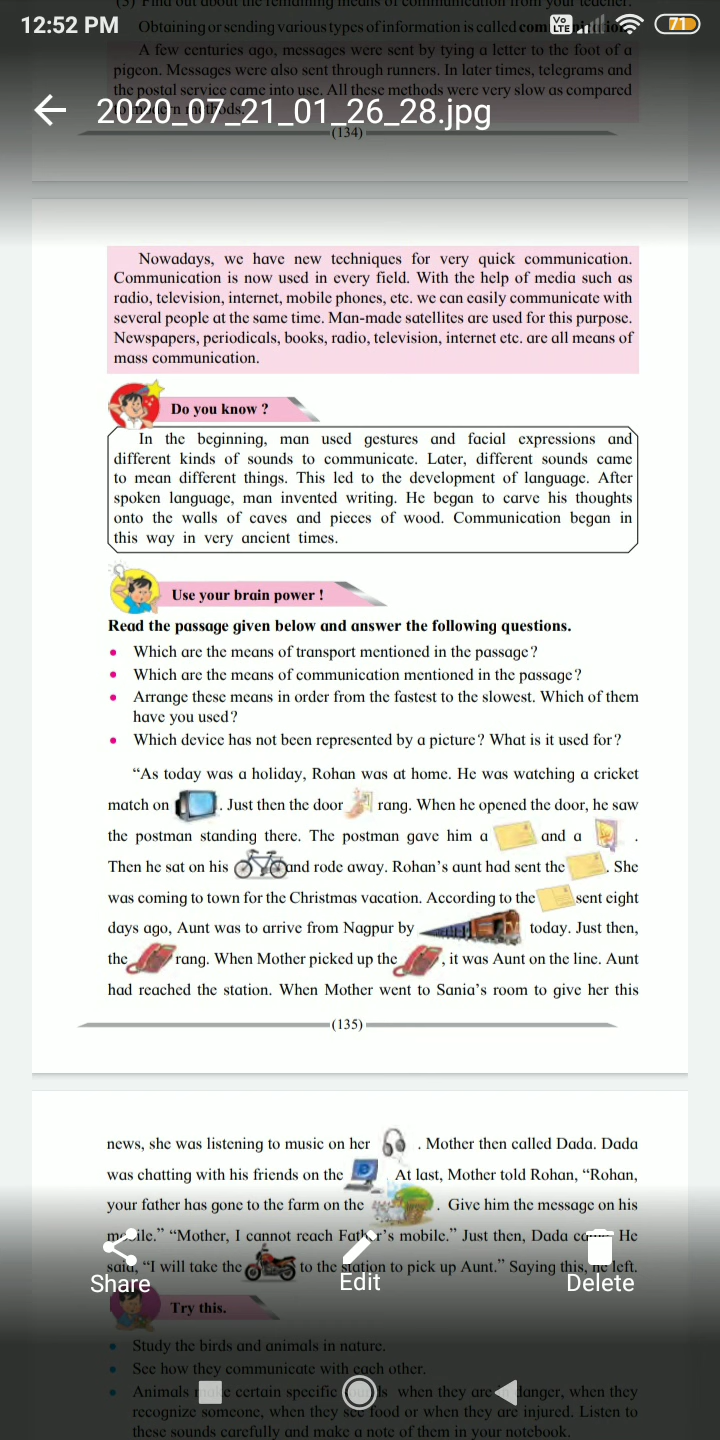 (3) Find out about the remaining means of communication from your teacher.
12:52 PM Vo LTE 71
Obtaining or sending various types of information is called
A few centuries ago, messages were sent by tying a letter to the foot of a
pigeon. Messages were also sent through runners. In later times, telegrams and
the postal service came into use. All these methods were very slow as compared
to modern methods.
2020_07_21_01_26_28.jpg
(134)
Nowadays, we have new techniques for very quick communication.
Communication is now used in every field. With the help of media such as
radio, television, internet, mobile phones, etc. we can easily communicate with
several people at the same time. Man-made satellites are used for this purpose.
Newspapers, periodicals, books, radio, television, internet etc. are all means of
mass communication.
Do you know ?
In the beginning, man used gestures and facial expressions and
different kinds of sounds to communicate. Later, different sounds came
to mean different things. This led to the development of language. After
spoken language, man invented writing. He began to carve his thoughts
onto the walls of caves and pieces of wood. Communication began in
this way in very ancient times.
Use your brain power !
Read the passage given below and answer the following questions.
• Which are the means of transport mentioned in the passage?
• Which are the means of communication mentioned in the passage?
• Arrange these means in order from the fastest to the slowest. Which of them
have you used?
• Which device has not been represented by a picture? What is it used for?
“As today was a holiday, Rohan was at home. He was watching a cricket
match on . Just then the door rang. When he opened the door, he saw
the postman standing there. The postman gave him a and a .
Then he sat on his and rode away. Rohan’s aunt had sent the . She
was coming to town for the Christmas vacation. According to the sent eight
days ago, Aunt was to arrive from Nagpur by today. Just then,
the rang. When Mother picked up the , it was Aunt on the line. Aunt
had reached the station. When Mother went to Sania’s room to give her this
(135)
news, she was listening to music on her . Mother then called Dada. Dada
was chatting with his friends on the At last, Mother told Rohan, “Rohan,
your father has gone to the farm on the . Give him the message on his
mobile.” “Mother, I cannot reach Father’s mobile.” Just then, Dada He
said, “I will take the to the station to pick up Aunt.” Saying this, he left.
Share Edit Delete
Try this.
• Study the birds and animals in nature.
• See how they communicate with each other.
• Animals make certain specific sounds when they are danger, when they
recognize someone, when they see food or when they are injured. Listen to
these sounds carefully and make a note of them in your notebook.